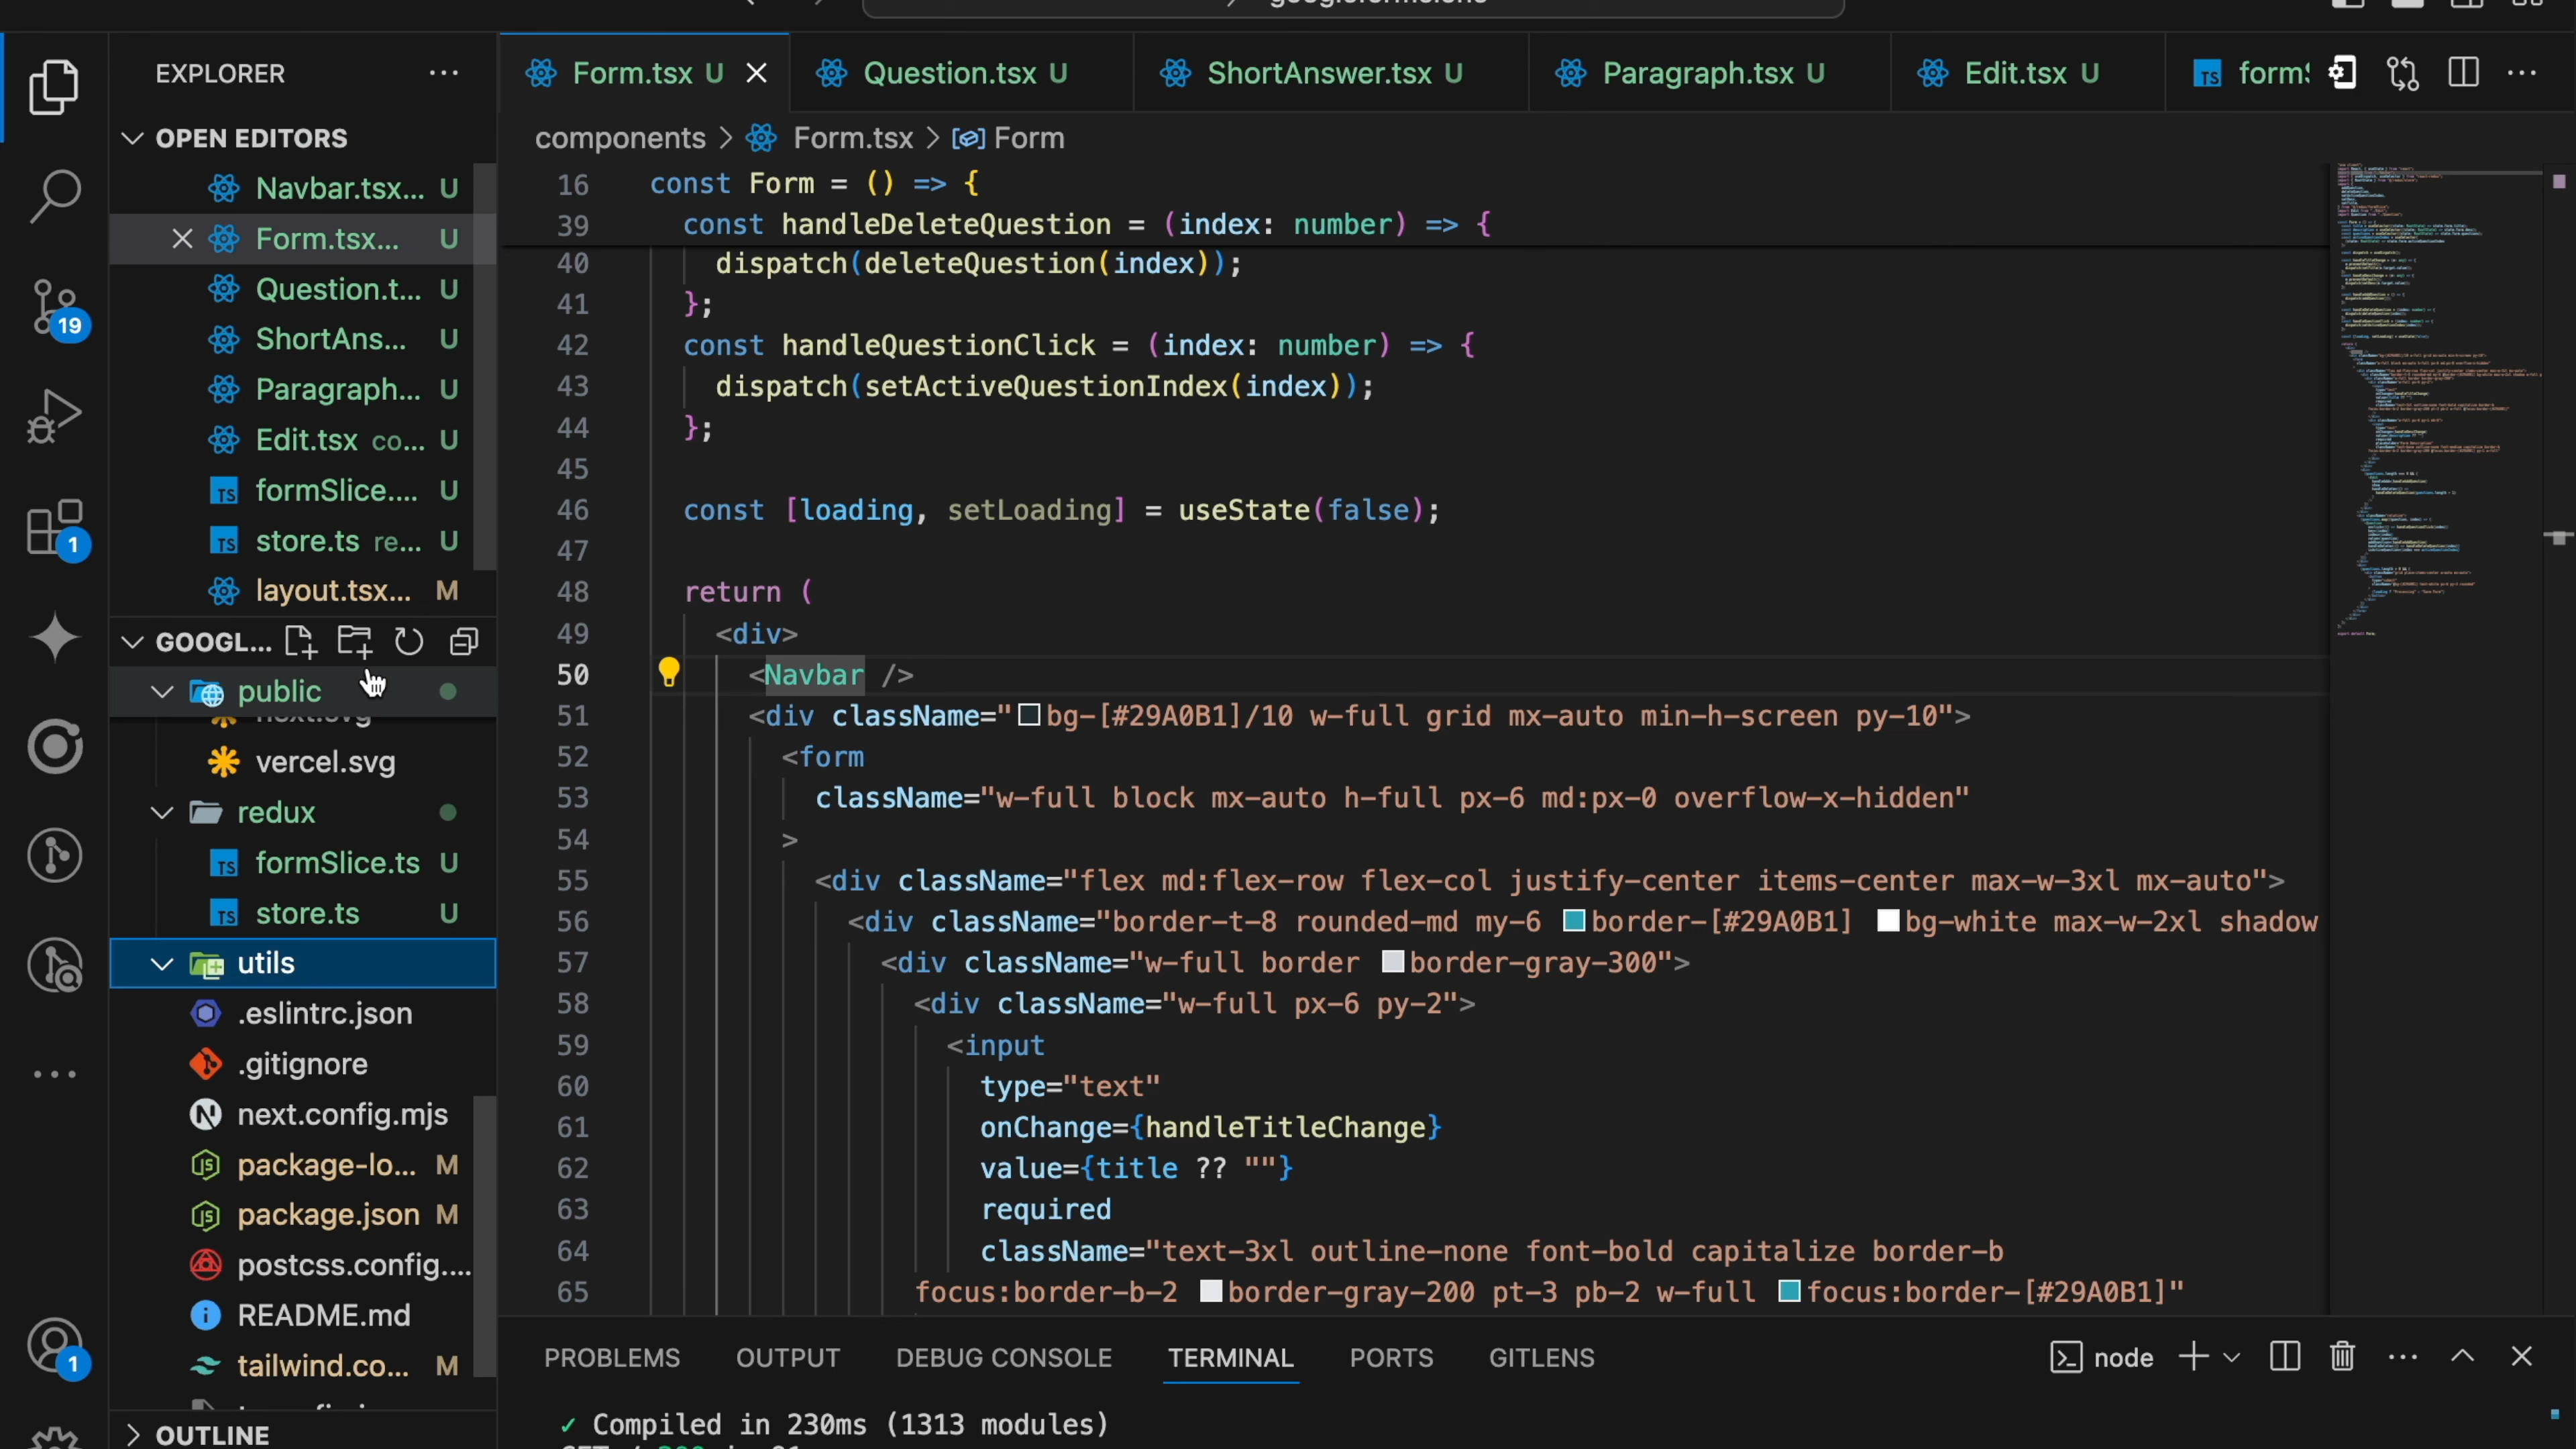 EXPLORER
OPEN EDITORS
Navbar.tsx... U
Form.tsx... U
Question.t... U
ShortAns... U
Paragraph... U
Edit.tsx co... U
formSlice.... U
store.ts re... U
layout.tsx... M
GOOGL...
public
next.svg
vercel.svg
redux
formSlice.ts U
store.ts U
utils
.eslintrc.json
.gitignore
next.config.mjs
package-lo... M
package.json M
postcss.config....
README.md
tailwind.co... M
OUTLINE
19
1
1
Form.tsx U
Question.tsx U
ShortAnswer.tsx U
Paragraph.tsx U
Edit.tsx U
components > Form.tsx > Form
16 const Form = () => {
39 const handleDeleteQuestion = (index: number) => {
40 dispatch(deleteQuestion(index));
41 };
42 const handleQuestionClick = (index: number) => {
43 dispatch(setActiveQuestionIndex(index));
44 };
45
46 const [loading, setLoading] = useState(false);
47
48 return (
49 <div>
50 <Navbar />
51 <div className="bg-[#29A0B1]/10 w-full grid mx-auto min-h-screen py-10">
52 <form
53 className="w-full block mx-auto h-full px-6 md:px-0 overflow-x-hidden"
54 >
55 <div className="flex md:flex-row flex-col justify-center items-center max-w-3xl mx-auto">
56 <div className="border-t-8 rounded-md my-6 border-[#29A0B1] bg-white max-w-2xl shadow
57 <div className="w-full border border-gray-300">
58 <div className="w-full px-6 py-2">
59 <input
60 type="text"
61 onChange={handleTitleChange}
62 value={title ?? ""}
63 required
64 className="text-3xl outline-none font-bold capitalize border-b
65 focus:border-b-2 border-gray-200 pt-3 pb-2 w-full focus:border-[#29A0B1]"
PROBLEMS OUTPUT DEBUG CONSOLE TERMINAL PORTS GITLENS node
✓ Compiled in 230ms (1313 modules)